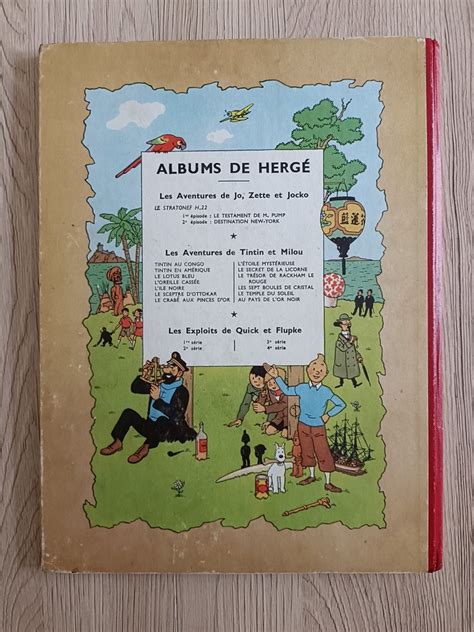 ALBUMS DE HERGÉ
Les Aventures de Jo, Zette et Jocko
LE STRATONEF H.22
1er épisode : LE TESTAMENT DE M. PUMP
2e épisode : DESTINATION NEW-YORK
Les Aventures de Tintin et Milou
TINTIN AU CONGO
TINTIN EN AMÉRIQUE
LE LOTUS BLEU
L'OREILLE CASSÉE
L'ILE NOIRE
LE SCEPTRE D'OTTOKAR
LE CRABE AUX PINCES D'OR
L'ÉTOILE MYSTÉRIEUSE
LE SECRET DE LA LICORNE
LE TRÉSOR DE RACKHAM LE
ROUGE
LES SEPT BOULES DE CRISTAL
LE TEMPLE DU SOLEIL
AU PAYS DE L'OR NOIR
Les Exploits de Quick et Flupke
1re série
2e série
3e série
4e série